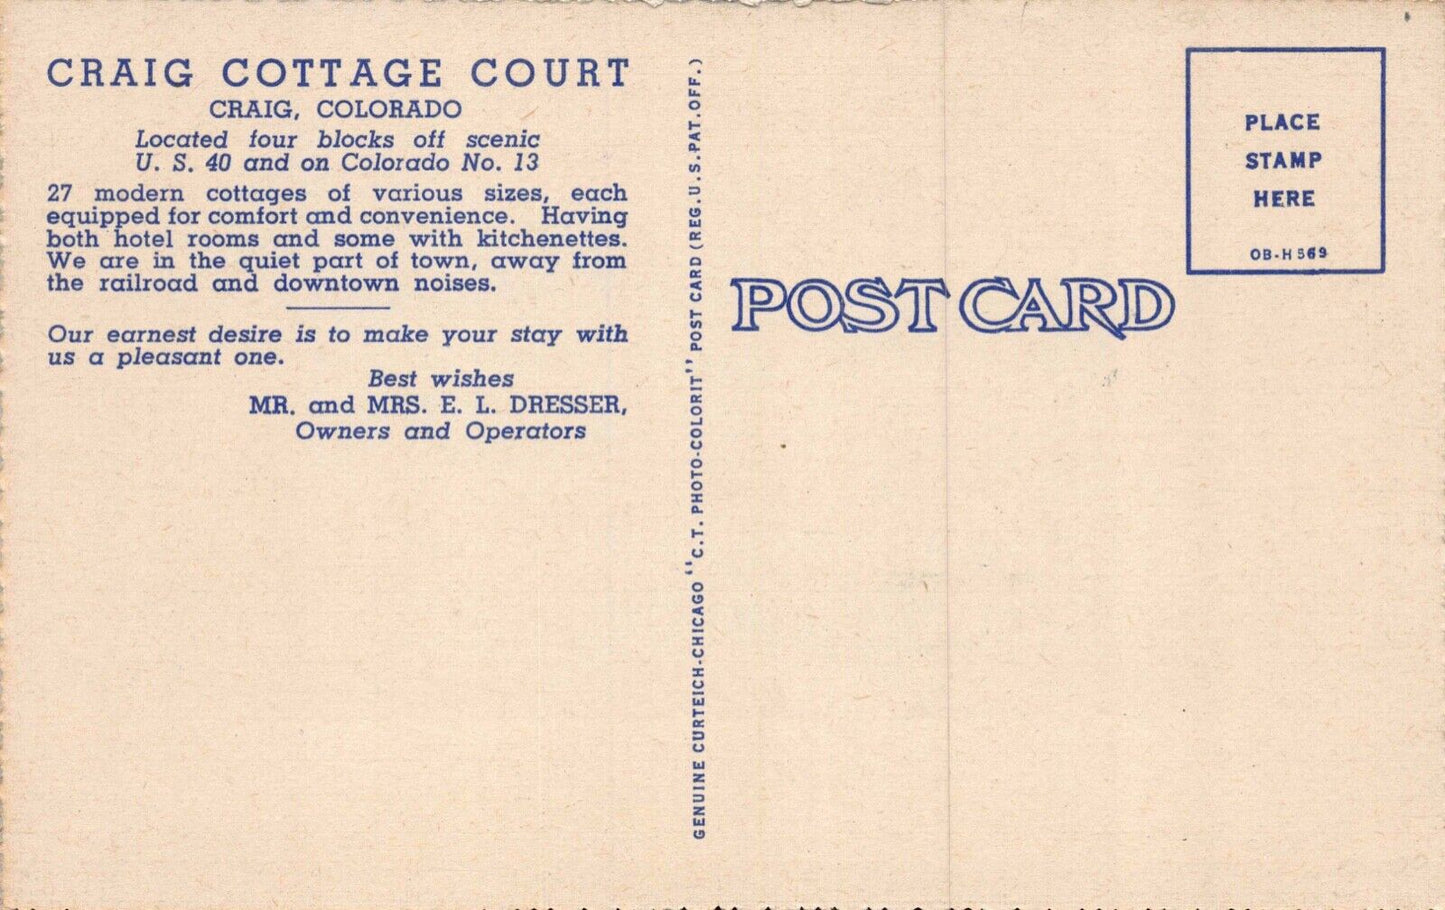 CRAIG COTTAGE COURT
CRAIG, COLORADO
Located four blocks off scenic
U. S. 40 and on Colorado No. 13
27 modern cottages of various sizes, each
equipped for comfort and convenience. Having
both hotel rooms and some with kitchenettes.
We are in the quiet part of town, away from
the railroad and downtown noises.
Our earnest desire is to make your stay with
us a pleasant one.
Best wishes
MR. and MRS. E. L. DRESSER,
Owners and Operators
GENUINE CURTEICH-CHICAGO "C.T. PHOTO-COLORIT" POST CARD (REG. U.S. PAT. OFF.)
POST CARD
PLACE
STAMP
HERE
OB-H569